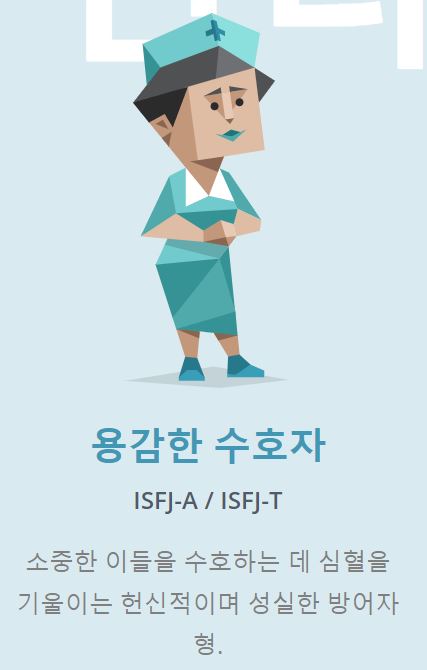 용감한 수호자
ISFJ-A / ISFJ-T
소중한 이들을 수호하는 데 심혈을
기울이는 헌신적이며 성실한 방어자
형.